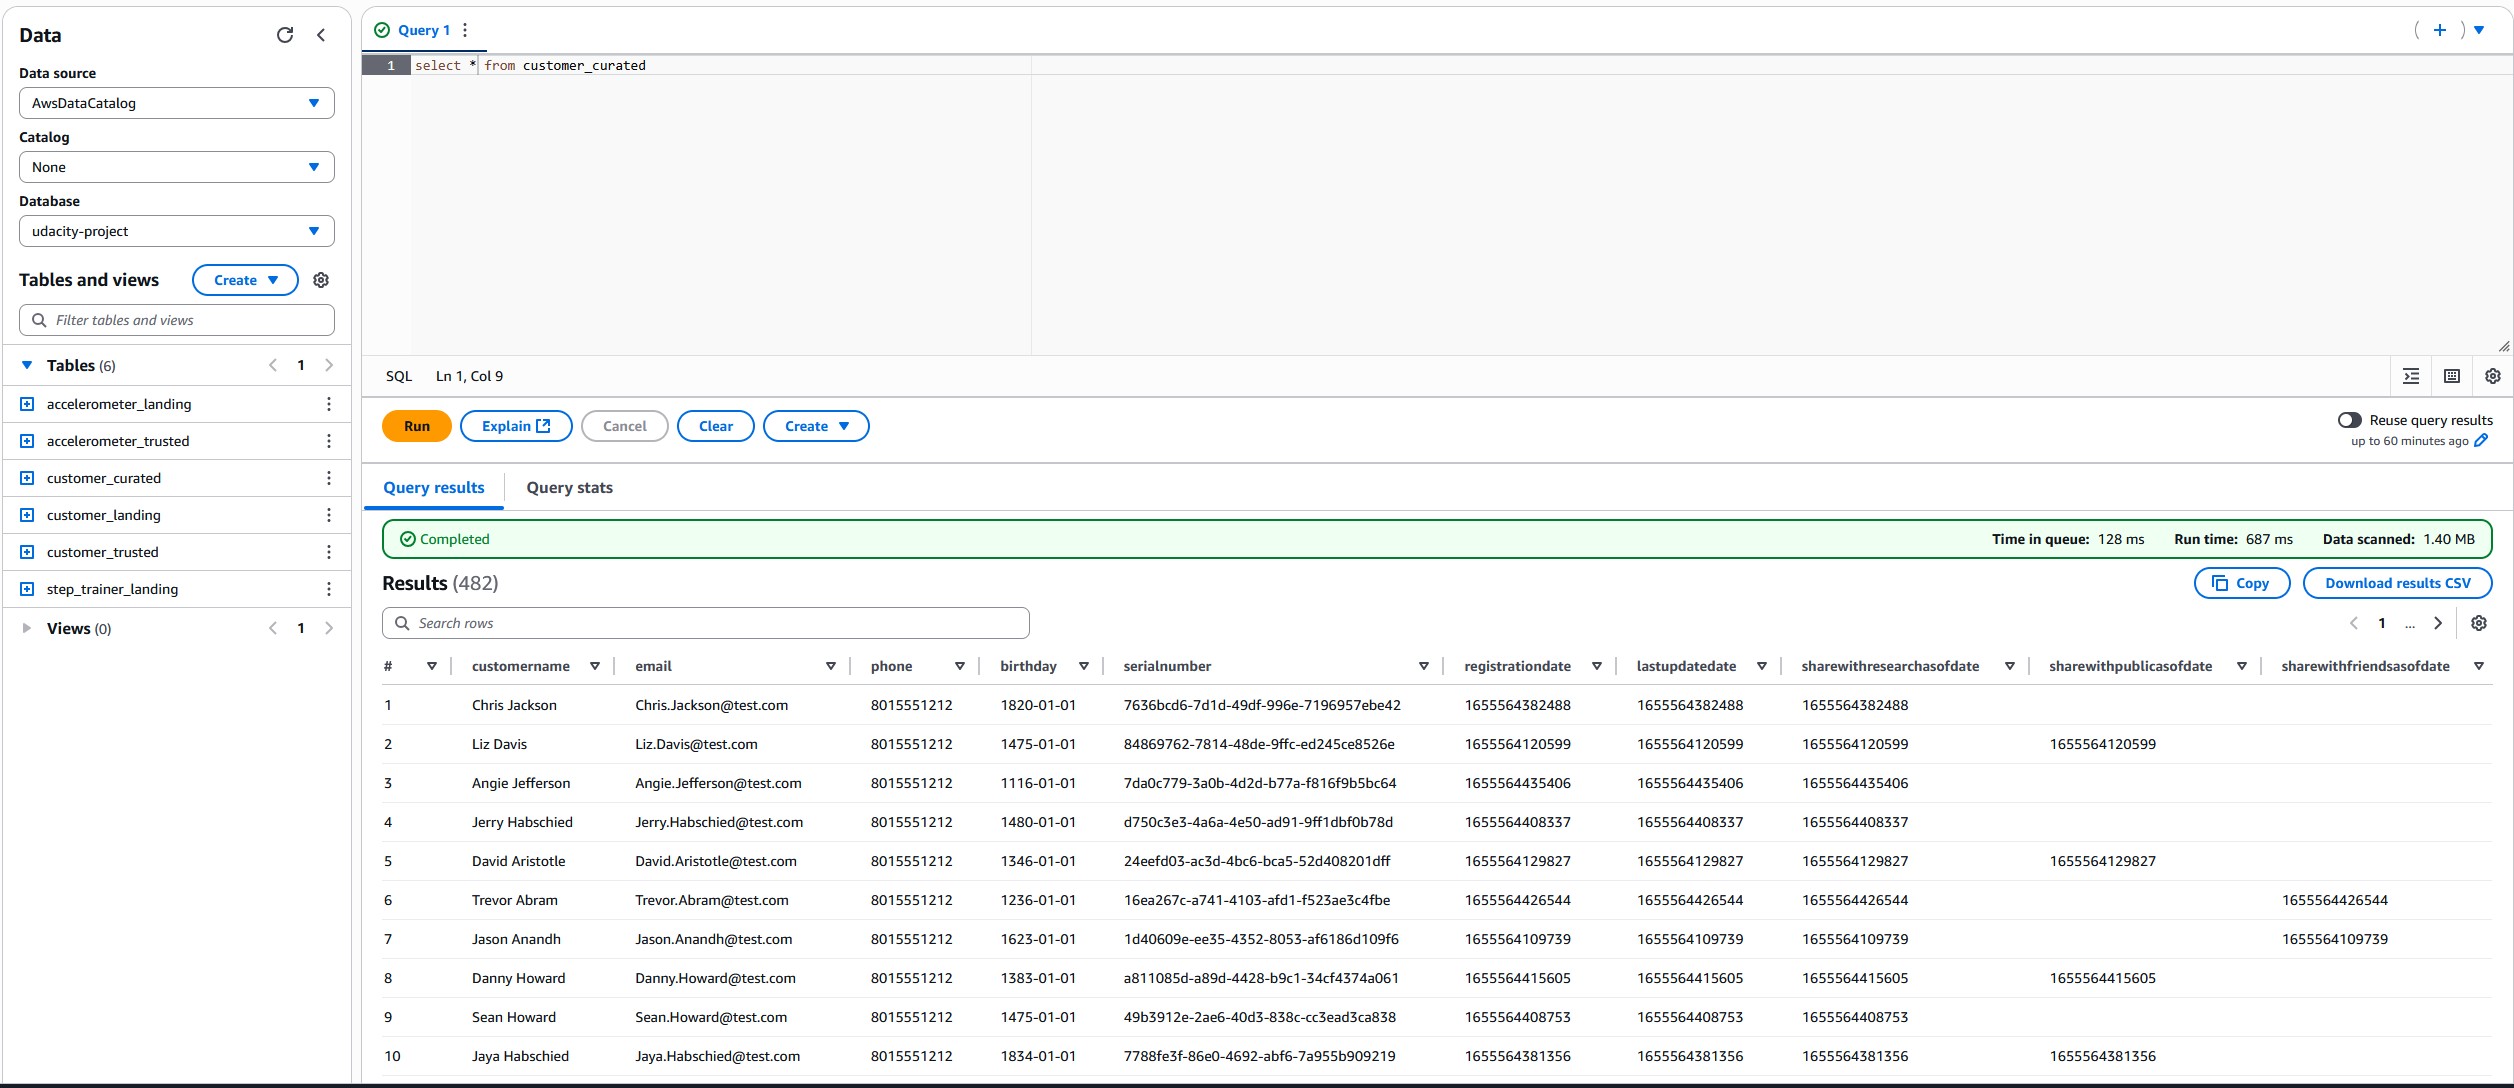 Data
Data source
AwsDataCatalog
Catalog
None
Database
udacity-project
Tables and views
Create
Filter tables and views
Tables (6)
1
accelerometer_landing
accelerometer_trusted
customer_curated
customer_landing
customer_trusted
step_trainer_landing
Views (0)
1
Query 1
1 select * from customer_curated
SQL Ln 1, Col 9
Run Explain Cancel Clear Create
Reuse query results
up to 60 minutes ago
Query results Query stats
Completed Time in queue: 128 ms Run time: 687 ms Data scanned: 1.40 MB
Results (482) Copy Download results CSV
Search rows 1 ...
# customername email phone birthday serialnumber registrationdate lastupdatedate sharewithresearchasofdate sharewithpublicasofdate sharewithfriendsasofdate
1 Chris Jackson Chris.Jackson@test.com 8015551212 1820-01-01 7636bcd6-7d1d-49df-996e-7196957ebe42 1655564382488 1655564382488 1655564382488
2 Liz Davis Liz.Davis@test.com 8015551212 1475-01-01 84869762-7814-48de-9ffc-ed245ce8526e 1655564120599 1655564120599 1655564120599 1655564120599
3 Angie Jefferson Angie.Jefferson@test.com 8015551212 1116-01-01 7da0c779-3a0b-4d2d-b77a-f816f9b5bc64 1655564435406 1655564435406 1655564435406
4 Jerry Habschied Jerry.Habschied@test.com 8015551212 1480-01-01 d750c3e3-4a6a-4e50-ad91-9ff1dbf0b78d 1655564408337 1655564408337 1655564408337
5 David Aristotle David.Aristotle@test.com 8015551212 1346-01-01 24eefd03-ac3d-4bc6-bca5-52d408201dff 1655564129827 1655564129827 1655564129827 1655564129827
6 Trevor Abram Trevor.Abram@test.com 8015551212 1236-01-01 16ea267c-a741-4103-afd1-f523ae3c4fbe 1655564426544 1655564426544 1655564426544 1655564426544
7 Jason Anandh Jason.Anandh@test.com 8015551212 1623-01-01 1d40609e-ee35-4352-8053-af6186d109f6 1655564109739 1655564109739 1655564109739 1655564109739
8 Danny Howard Danny.Howard@test.com 8015551212 1383-01-01 a811085d-a89d-4428-b9c1-34cf4374a061 1655564415605 1655564415605 1655564415605 1655564415605
9 Sean Howard Sean.Howard@test.com 8015551212 1475-01-01 49b3912e-2ae6-40d3-838c-cc3ead3ca838 1655564408753 1655564408753 1655564408753
10 Jaya Habschied Jaya.Habschied@test.com 8015551212 1834-01-01 7788fe3f-86e0-4692-abf6-7a955b909219 1655564381356 1655564381356 1655564381356 1655564381356